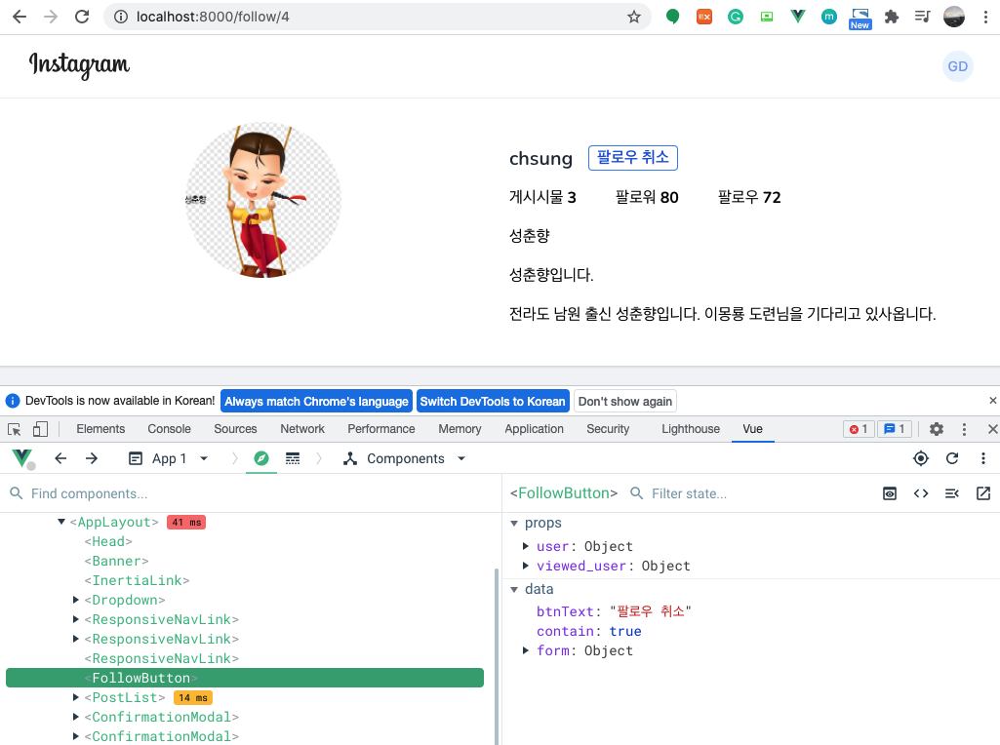 localhost:8000/follow/4
New
Instagram
GD
성춘향
chsung 팔로우 취소
게시시물 3 팔로워 80 팔로우 72
성춘향
성춘향입니다.
전라도 남원 출신 성춘향입니다. 이몽룡 도련님을 기다리고 있사옵니다.
DevTools is now available in Korean! Always match Chrome's language Switch DevTools to Korean Don't show again
Elements Console Sources Network Performance Memory Application Security Lighthouse Vue 1 1
App 1 Components
Find components...
<FollowButton> Filter state...
<AppLayout> 41 ms
<Head>
<Banner>
<InertiaLink>
<Dropdown>
<ResponsiveNavLink>
<ResponsiveNavLink>
<ResponsiveNavLink>
<FollowButton>
<PostList> 14 ms
<ConfirmationModal>
<ConfirmationModal>
props
user: Object
viewed_user: Object
data
btnText: "팔로우 취소"
contain: true
form: Object